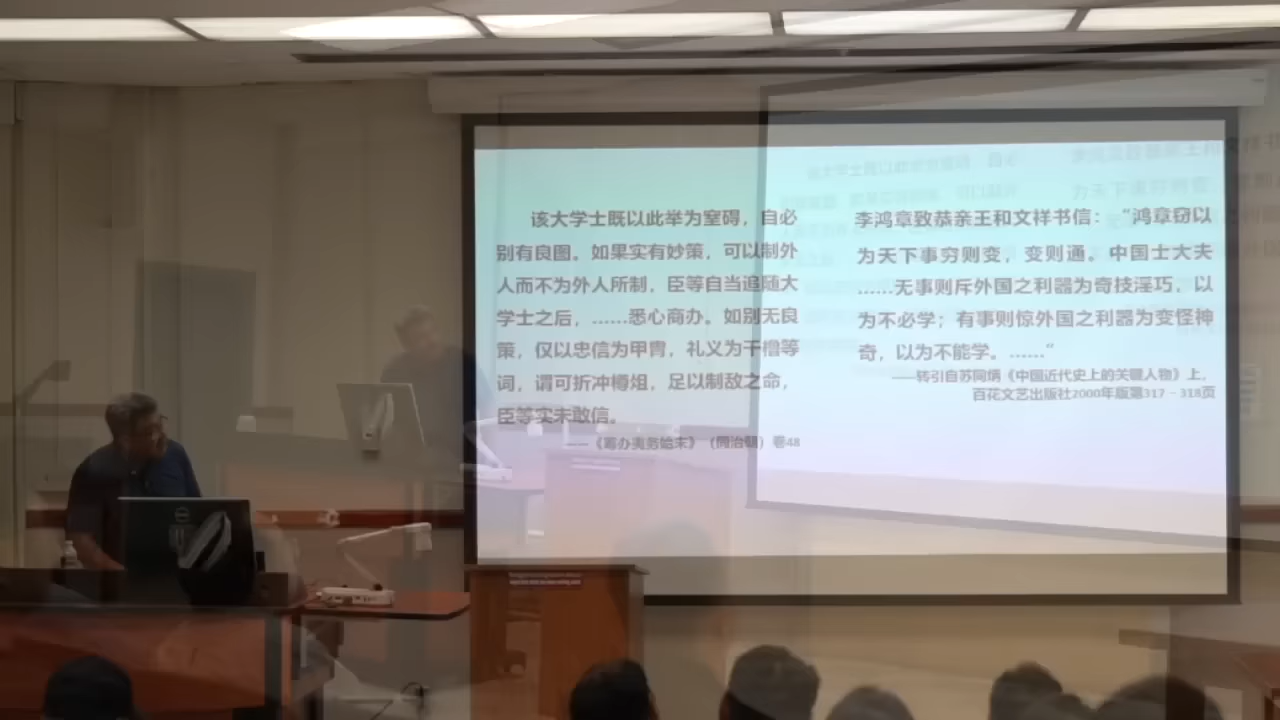 该大学士既以此举为窒碍，自必
别有良图。如果实有妙策，可以制外
人而不为外人所制，臣等自当追随大
学士之后，……悉心商办。如别无良
策，仅以忠信为甲胄，礼义为干橹等
词，谓可折冲樽俎，足以制敌之命，
臣等实未敢信。
——《筹办夷务始末》（同治朝）卷48
李鸿章致恭亲王和文祥书信：“鸿章窃以
为天下事穷则变，变则通。中国士大夫
……无事则斥外国之利器为奇技淫巧，以
为不必学；有事则惊外国之利器为变怪神
奇，以为不能学。……“
——转引自苏同炳《中国近代史上的关键人物》上，
百花文艺出版社2000年版第317－318页